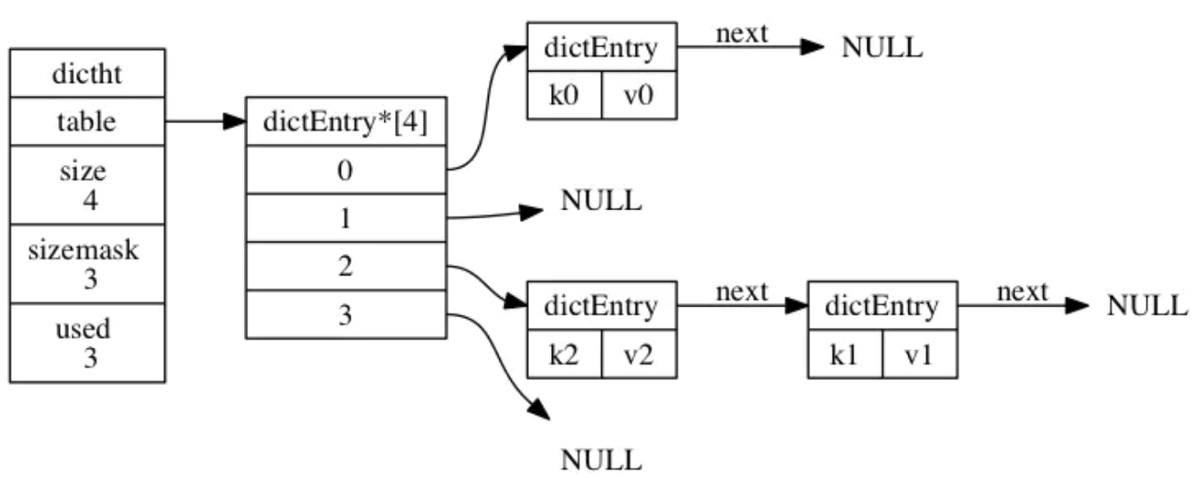 dictht
table
size
4
sizemask
3
used
3
dictEntry*[4]
0
1
2
3
dictEntry
k0 v0
next
NULL
NULL
dictEntry
k2 v2
next
dictEntry
k1 v1
next
NULL
NULL